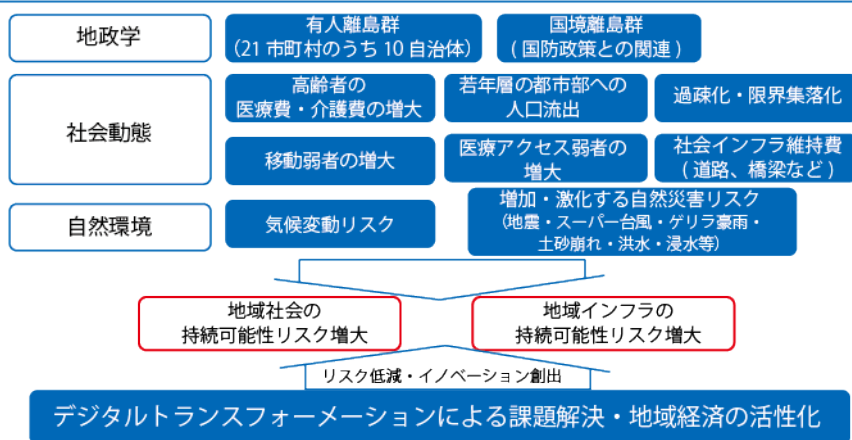 地政学
有人離島群
(21 市町村のうち 10 自治体)
国境離島群
( 国防政策との関連 )
社会動態
高齢者の
医療費・介護費の増大
若年層の都市部への
人口流出
過疎化・限界集落化
移動弱者の増大
医療アクセス弱者の
増大
社会インフラ維持費
( 道路、橋梁など )
自然環境
気候変動リスク
増加・激化する自然災害リスク
(地震・スーパー台風・ゲリラ豪雨・
土砂崩れ・洪水・浸水等)
地域社会の
持続可能性リスク増大
地域インフラの
持続可能性リスク増大
リスク低減・イノベーション創出
デジタルトランスフォーメーションによる課題解決・地域経済の活性化